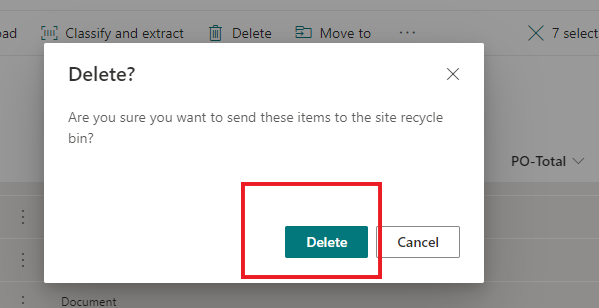 ad Classify and extract Delete Move to ... 7 select
Delete?
Are you sure you want to send these items to the site recycle
bin?
PO-Total
Delete Cancel
Document